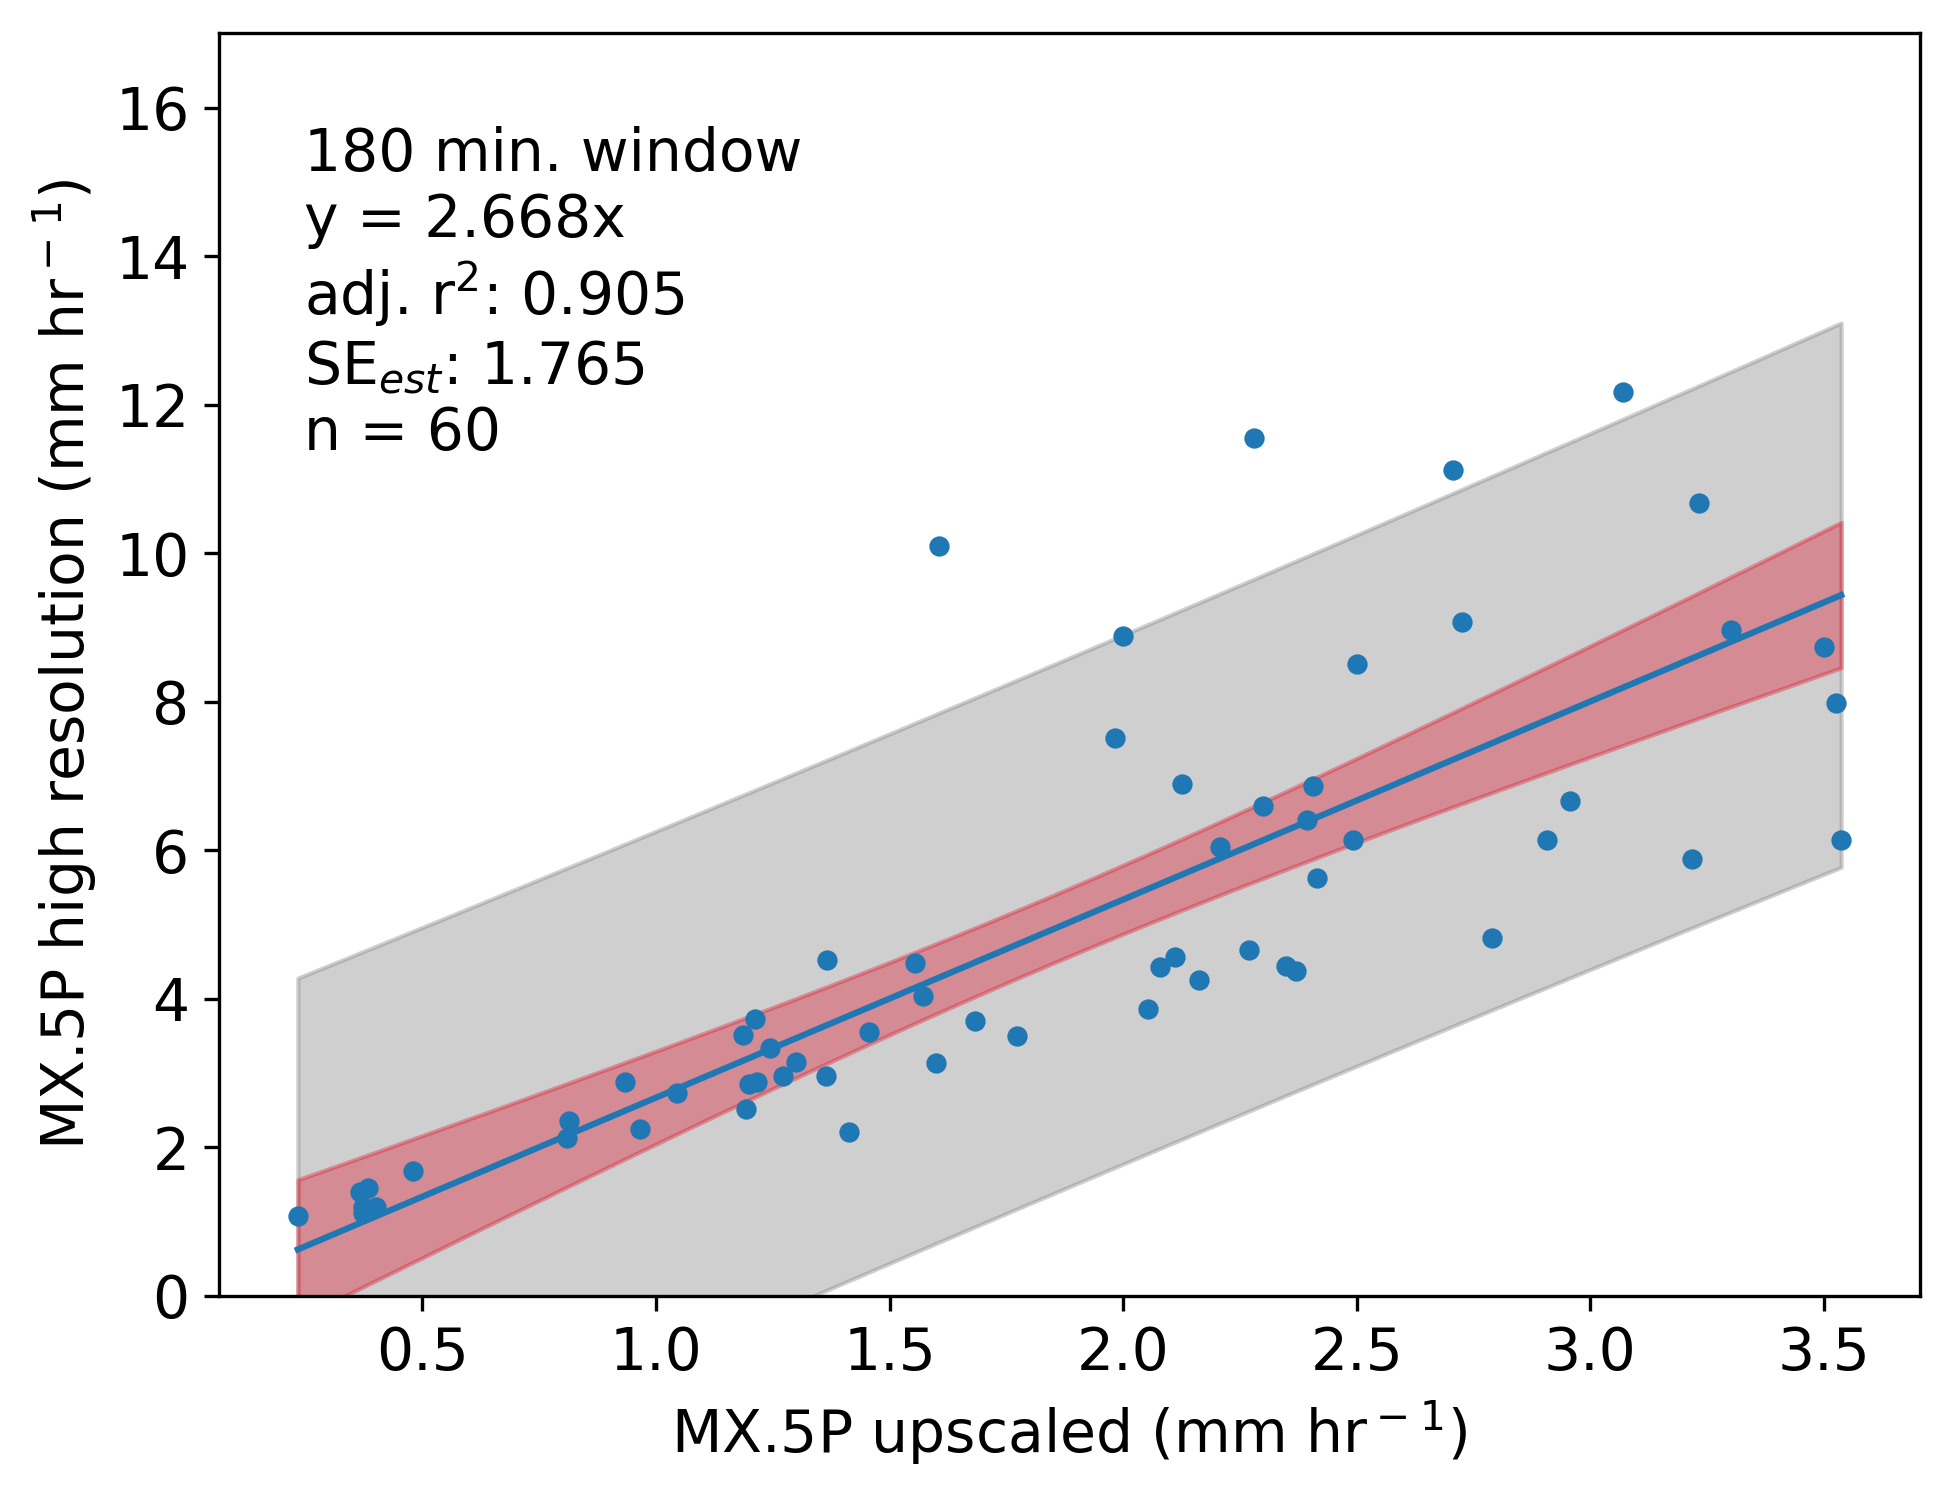 180 min. window
y = 2.668x
adj. r²: 0.905
SEₑₛₜ: 1.765
n = 60
MX.5P high resolution (mm hr⁻¹)
16
14
12
10
8
6
4
2
0
0.5 1.0 1.5 2.0 2.5 3.0 3.5
MX.5P upscaled (mm hr⁻¹)